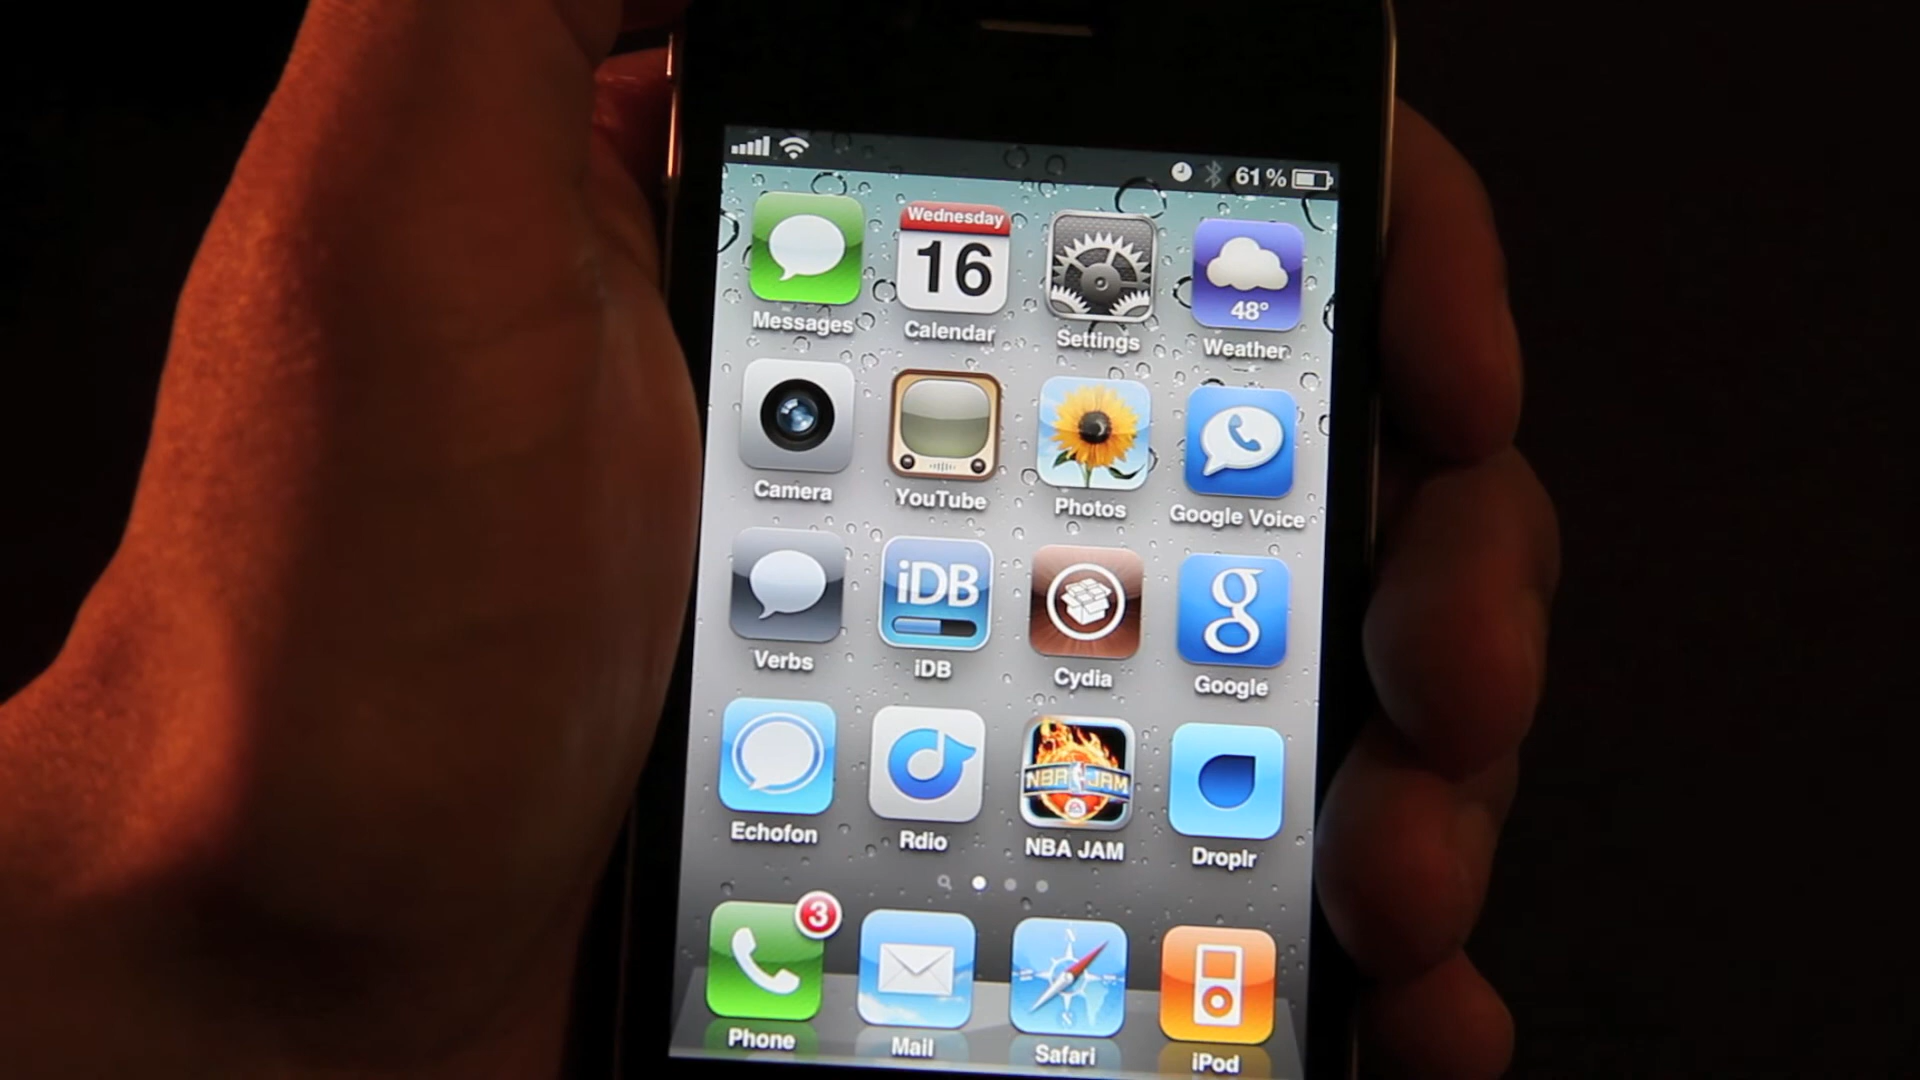 61%
Wednesday
16
48°
Messages
Calendar
Settings
Weather
Camera
YouTube
Photos
Google Voice
iDB
g
Verbs
iDB
Cydia
Google
NBA JAM
EA
Echofon
Rdio
NBA JAM
Droplr
3
N
S
Phone
Mail
Safari
iPod